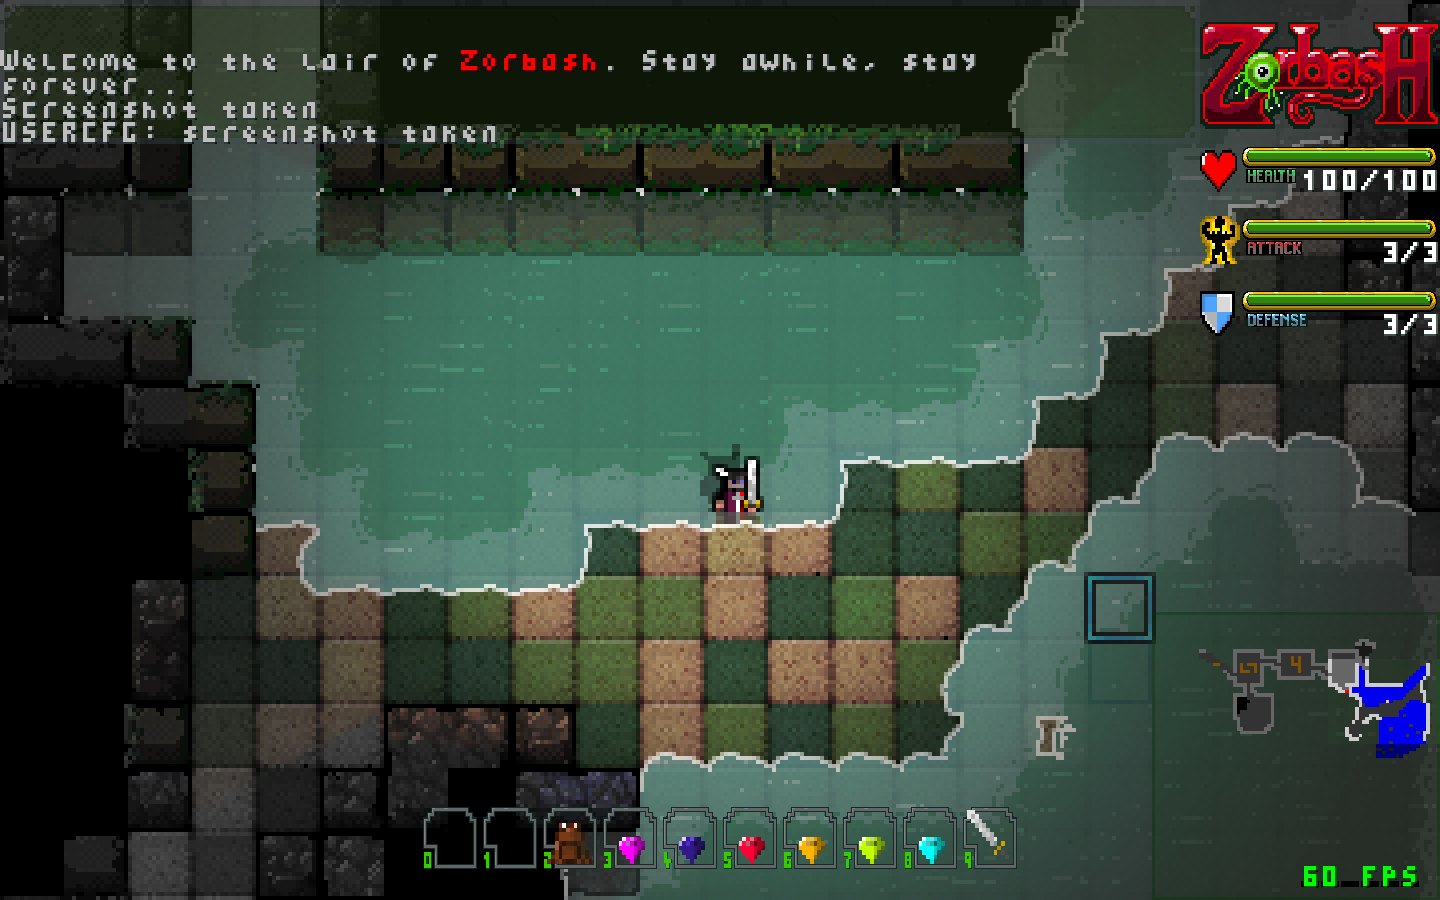 Welcome to the Lair of Zorbash. Stay awhile, stay
forever...
Screenshot taken
USERCFG: screenshot taken
ZorbasH
HEALTH 100/100
ATTACK 3/3
DEFENSE 3/3
4
0 1 2 3 4 5 6 7 8 9
60 FPS